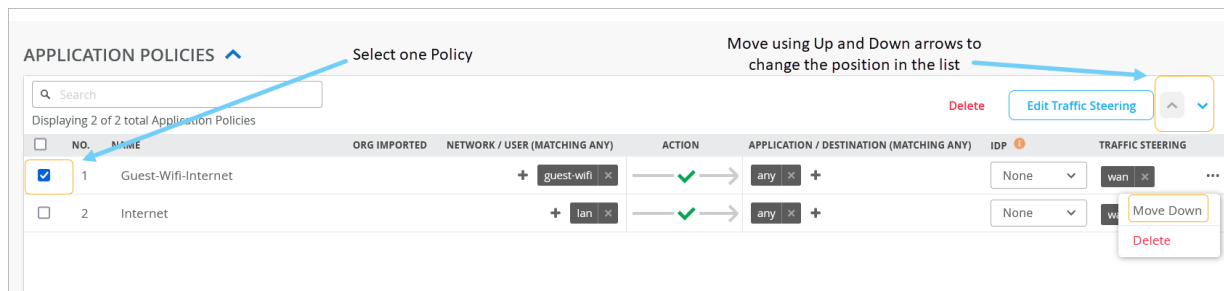 APPLICATION POLICIES
Select one Policy
Move using Up and Down arrows to
change the position in the list
Search
Displaying 2 of 2 total Application Policies
Delete
Edit Traffic Steering
NO. NAME ORG IMPORTED NETWORK / USER (MATCHING ANY) ACTION APPLICATION / DESTINATION (MATCHING ANY) IDP TRAFFIC STEERING
1 Guest-Wifi-Internet + guest-wifi × any × + None wan × ...
2 Internet + lan × any × + None
Move Down
Delete